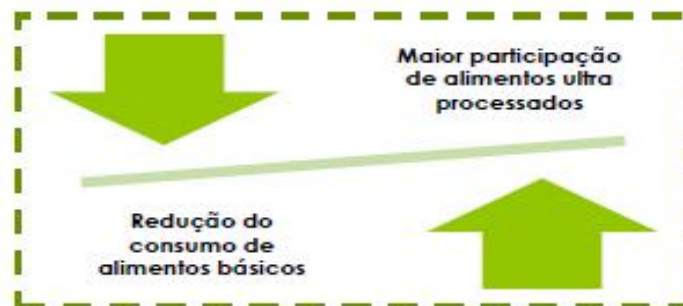 Maior participação
de alimentos ultra
processados
Redução do
consumo de
alimentos básicos